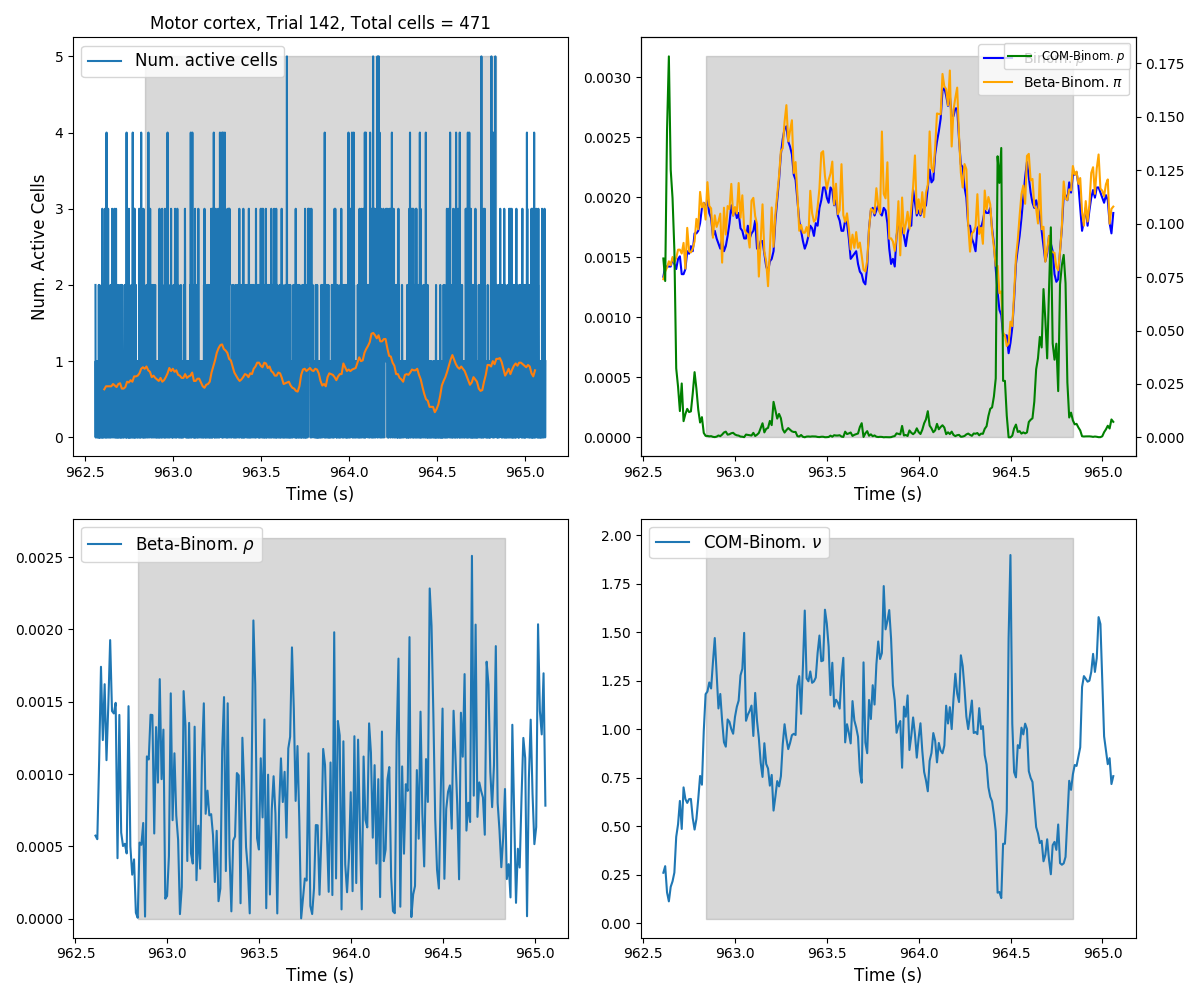 Motor cortex, Trial 142, Total cells = 471
Num. active cells
Num. Active Cells
5
4
3
2
1
0
962.5 963.0 963.5 964.0 964.5 965.0
Time (s)
COM-Binom. p
Binom. p
Beta-Binom. π
0.0030
0.0025
0.0020
0.0015
0.0010
0.0005
0.0000
0.175
0.150
0.125
0.100
0.075
0.050
0.025
0.000
962.5 963.0 963.5 964.0 964.5 965.0
Time (s)
Beta-Binom. ρ
0.0025
0.0020
0.0015
0.0010
0.0005
0.0000
962.5 963.0 963.5 964.0 964.5 965.0
Time (s)
COM-Binom. ν
2.00
1.75
1.50
1.25
1.00
0.75
0.50
0.25
0.00
962.5 963.0 963.5 964.0 964.5 965.0
Time (s)